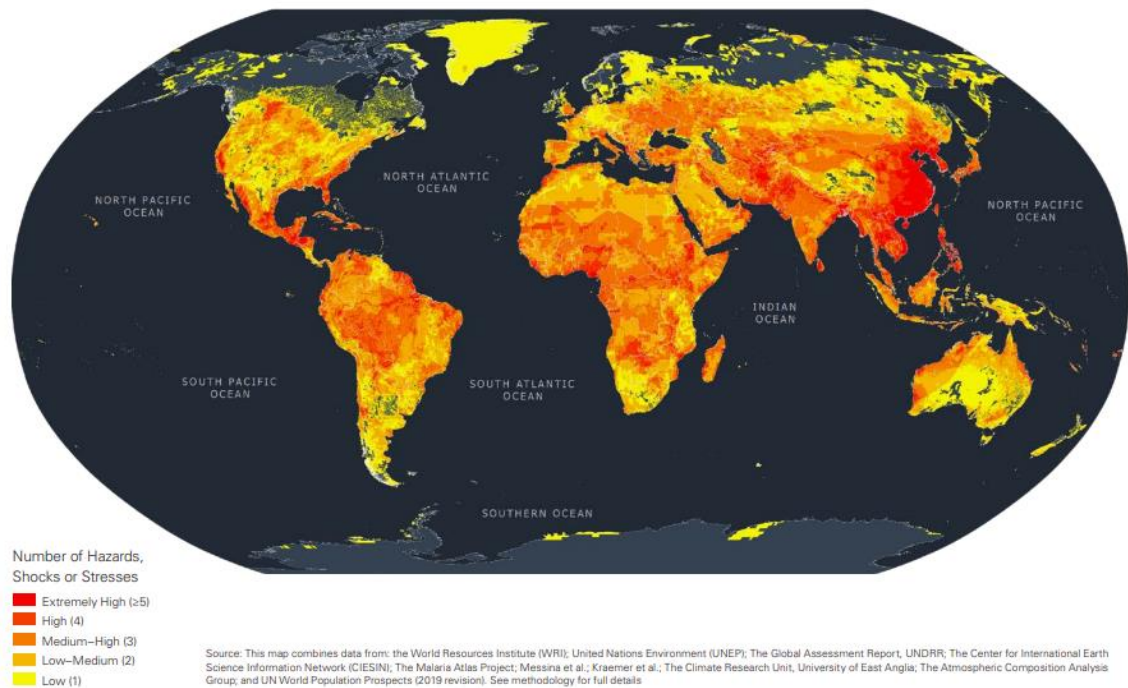 NORTH PACIFIC
OCEAN
NORTH ATLANTIC
OCEAN
NORTH PACIFIC
OCEAN
INDIAN
OCEAN
SOUTH PACIFIC
OCEAN
SOUTH ATLANTIC
OCEAN
SOUTHERN OCEAN
Number of Hazards,
Shocks or Stresses
Extremely High (≥5)
High (4)
Medium–High (3)
Low–Medium (2)
Low (1)
Source: This map combines data from: the World Resources Institute (WRI); United Nations Environment (UNEP); The Global Assessment Report, UNDRR; The Center for International Earth
Science Information Network (CIESIN); The Malaria Atlas Project; Messina et al.; Kraemer et al.; The Climate Research Unit, University of East Anglia; The Atmospheric Composition Analysis
Group; and UN World Population Prospects (2019 revision). See methodology for full details